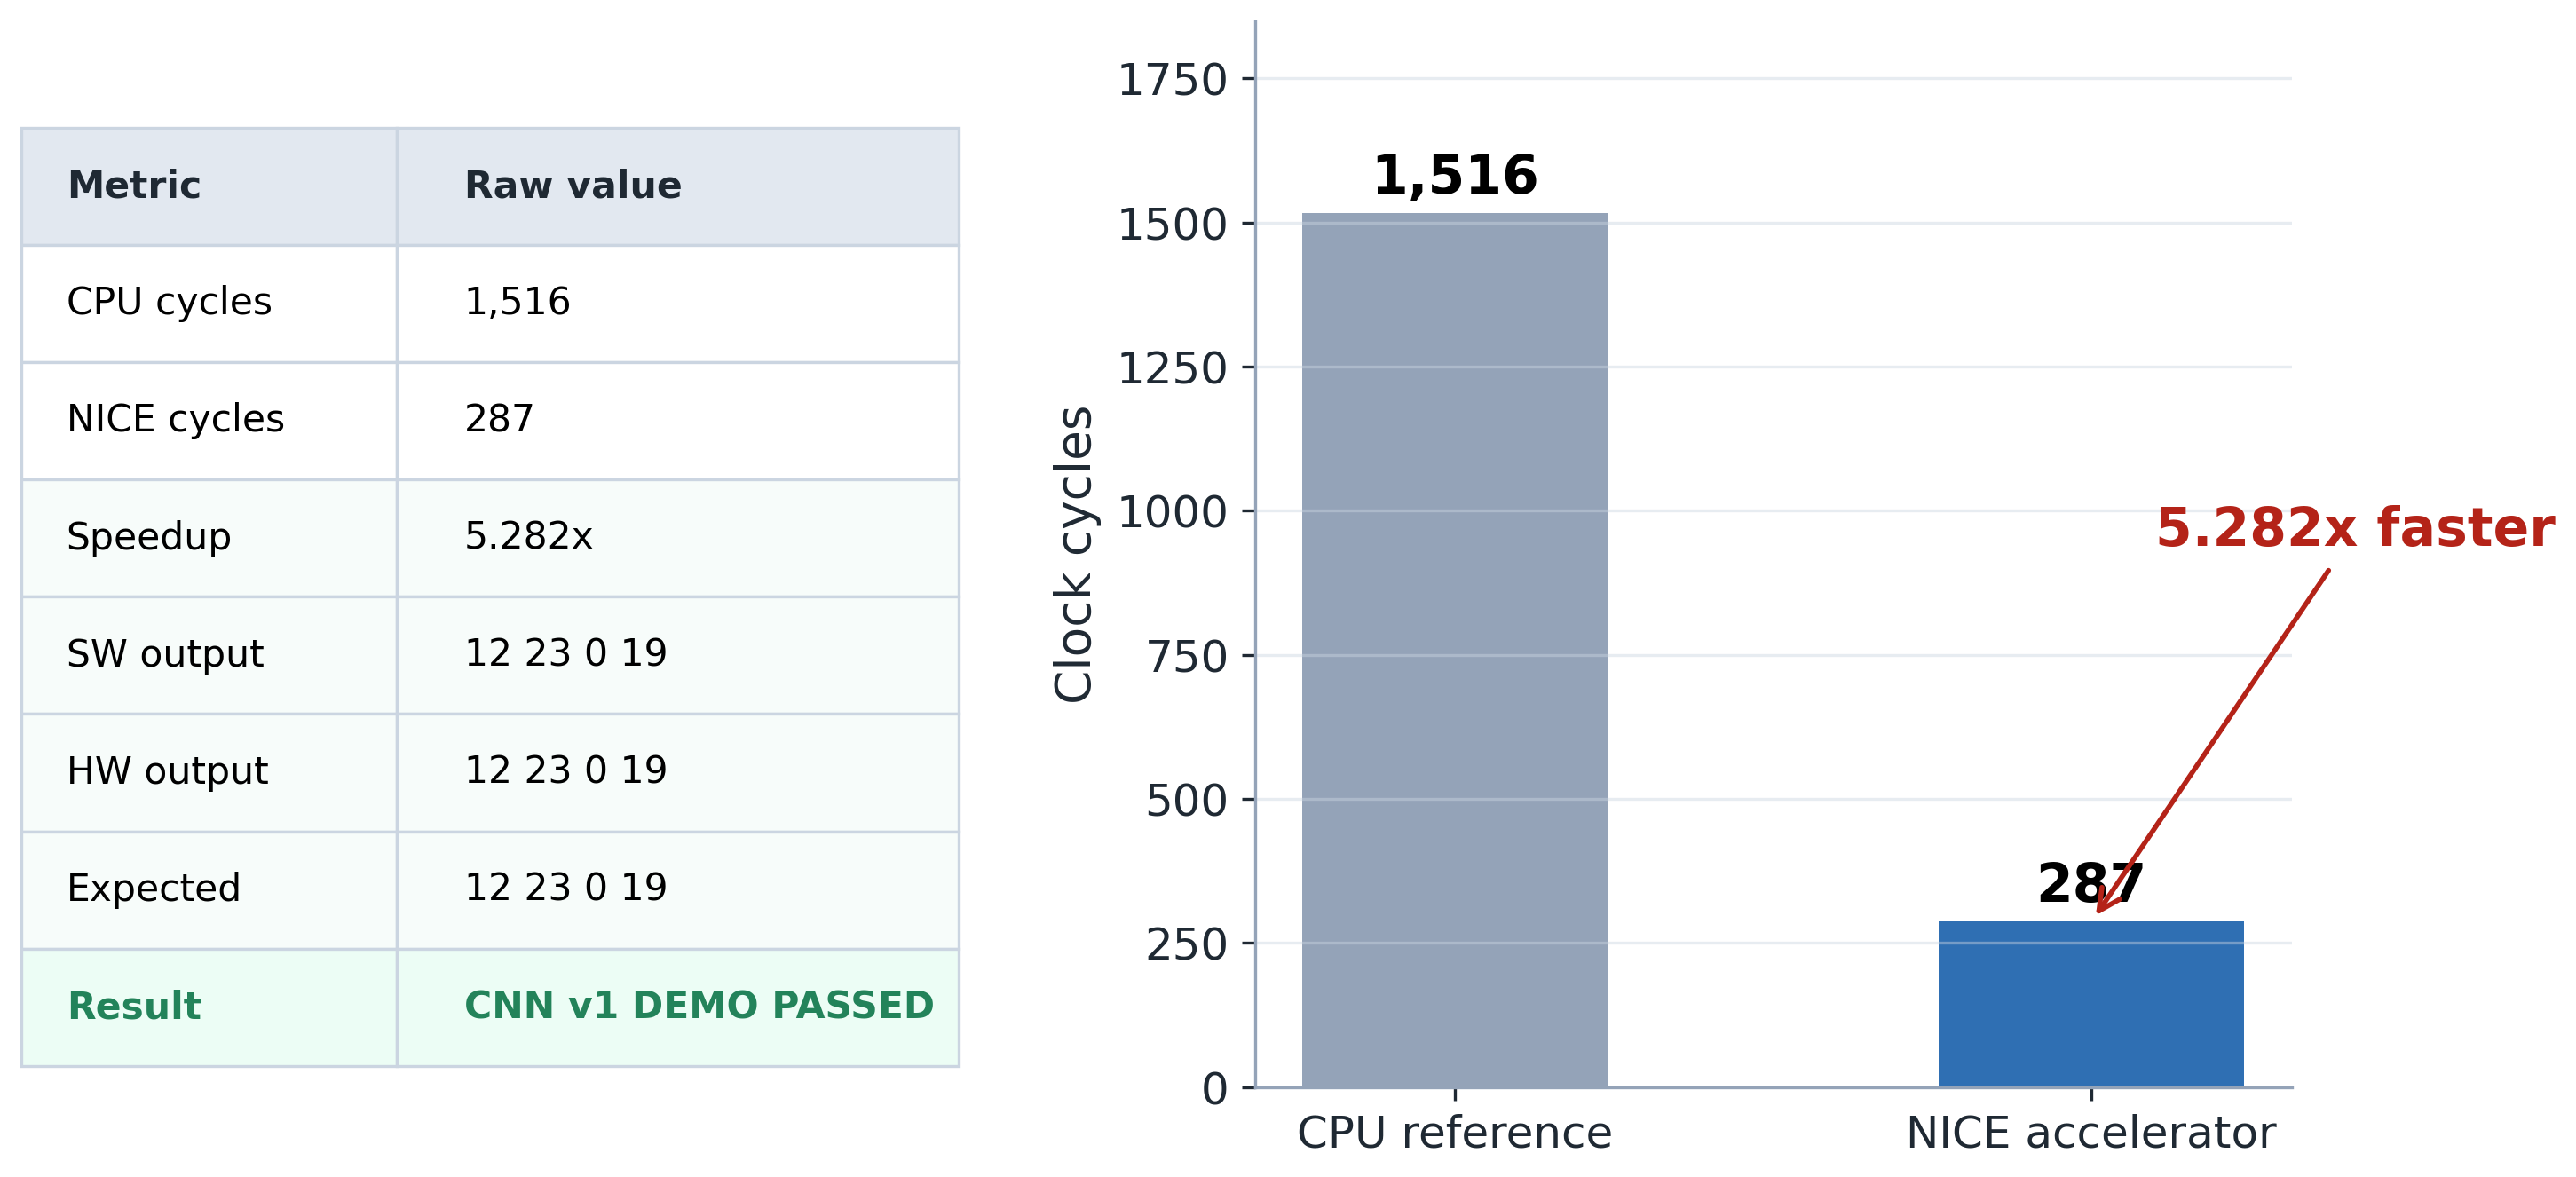 Metric Raw value
CPU cycles 1,516
NICE cycles 287
Speedup 5.282x
SW output 12 23 0 19
HW output 12 23 0 19
Expected 12 23 0 19
Result CNN v1 DEMO PASSED
Clock cycles
1750
1500
1250
1000
750
500
250
0
1,516
5.282x faster
287
CPU reference NICE accelerator